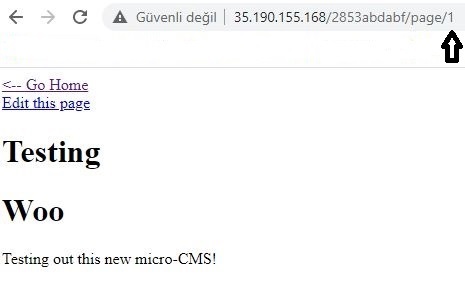 Güvenli değil | 35.190.155.168/2853abdabf/page/1
<-- Go Home
Edit this page
Testing
Woo
Testing out this new micro-CMS!